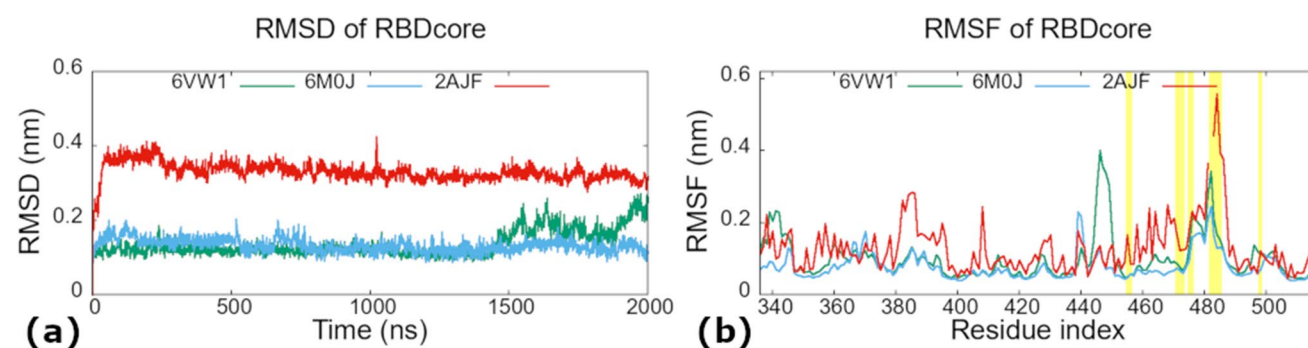 RMSD of RBDcore
0.6
6VW1
6M0J
2AJF
0.4
0.2
0
RMSD (nm)
0
500
1000
1500
2000
Time (ns)
(a)
RMSF of RBDcore
0.6
6VW1
6M0J
2AJF
0.4
0.2
0
RMSF (nm)
340
360
380
400
420
440
460
480
500
Residue index
(b)